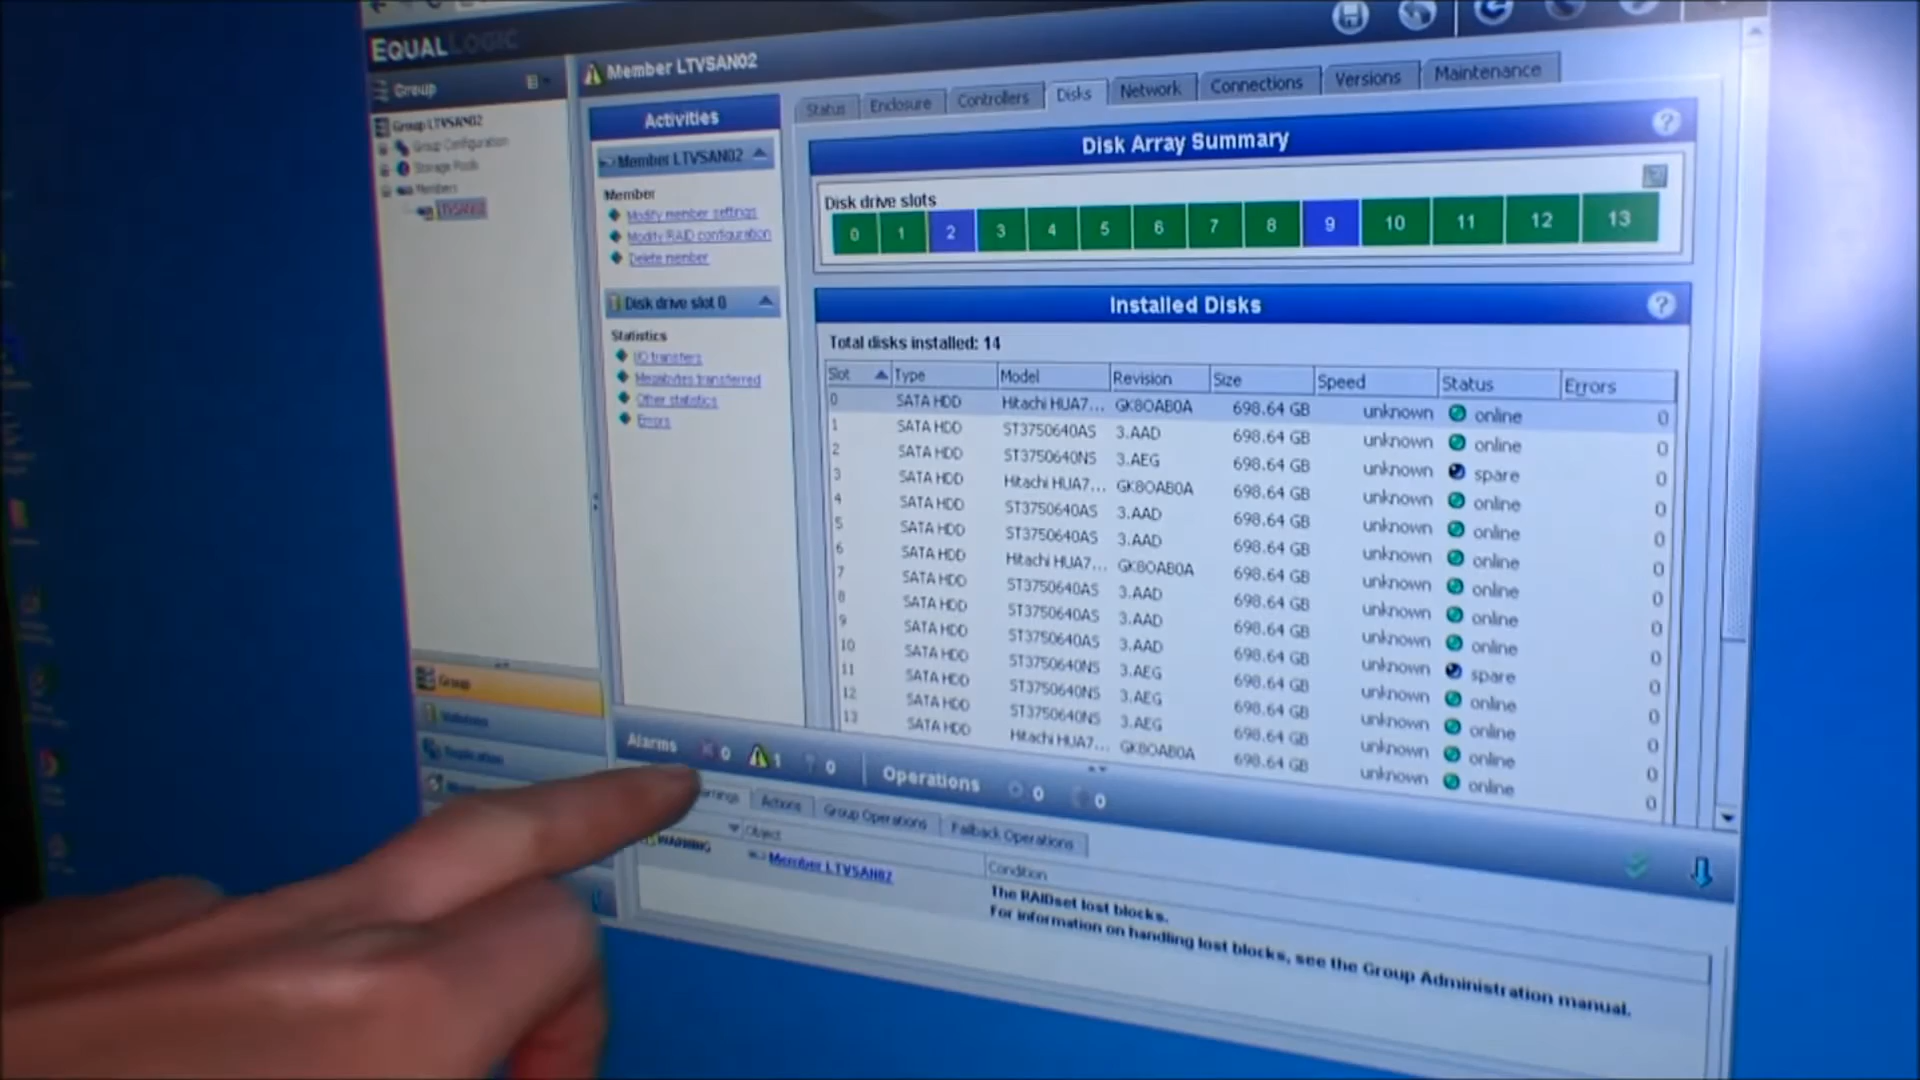 EQUALLOGIC
Group
Group LTVSAN02
Group Configuration
Storage Pools
Members
LTVSAN02
Group
Volumes
Replication
Member LTVSAN02
Activities
Member LTVSAN02
Member
Modify member settings
Modify RAID configuration
Delete member
Disk drive slot 0
Statistics
I/O transfers
Megabytes transferred
Other statistics
Errors
Status Enclosure Controllers Disks Network Connections Versions Maintenance
Disk Array Summary ?
Disk drive slots
0 1 2 3 4 5 6 7 8 9 10 11 12 13
Installed Disks ?
Total disks installed: 14
Slot Type Model Revision Size Speed Status Errors
0 SATA HDD Hitachi HUA7... GK8OAB0A 698.64 GB unknown online 0
1 SATA HDD ST3750640AS 3.AAD 698.64 GB unknown online 0
2 SATA HDD ST3750640NS 3.AEG 698.64 GB unknown spare 0
3 SATA HDD Hitachi HUA7... GK8OAB0A 698.64 GB unknown online 0
4 SATA HDD ST3750640AS 3.AAD 698.64 GB unknown online 0
5 SATA HDD ST3750640AS 3.AAD 698.64 GB unknown online 0
6 SATA HDD Hitachi HUA7... GK8OAB0A 698.64 GB unknown online 0
7 SATA HDD ST3750640AS 3.AAD 698.64 GB unknown online 0
8 SATA HDD ST3750640AS 3.AAD 698.64 GB unknown online 0
9 SATA HDD ST3750640AS 3.AAD 698.64 GB unknown spare 0
10 SATA HDD ST3750640NS 3.AEG 698.64 GB unknown online 0
11 SATA HDD ST3750640NS 3.AEG 698.64 GB unknown online 0
12 SATA HDD ST3750640NS 3.AEG 698.64 GB unknown online 0
13 SATA HDD Hitachi HUA7... GK8OAB0A 698.64 GB unknown online 0
Alarms 0 1 0 Operations 0 0
Actions Group Operations Failback Operations
Object Condition
WARNING Member LTVSAN02 The RAIDset lost blocks.
For information on handling lost blocks, see the Group Administration manual.